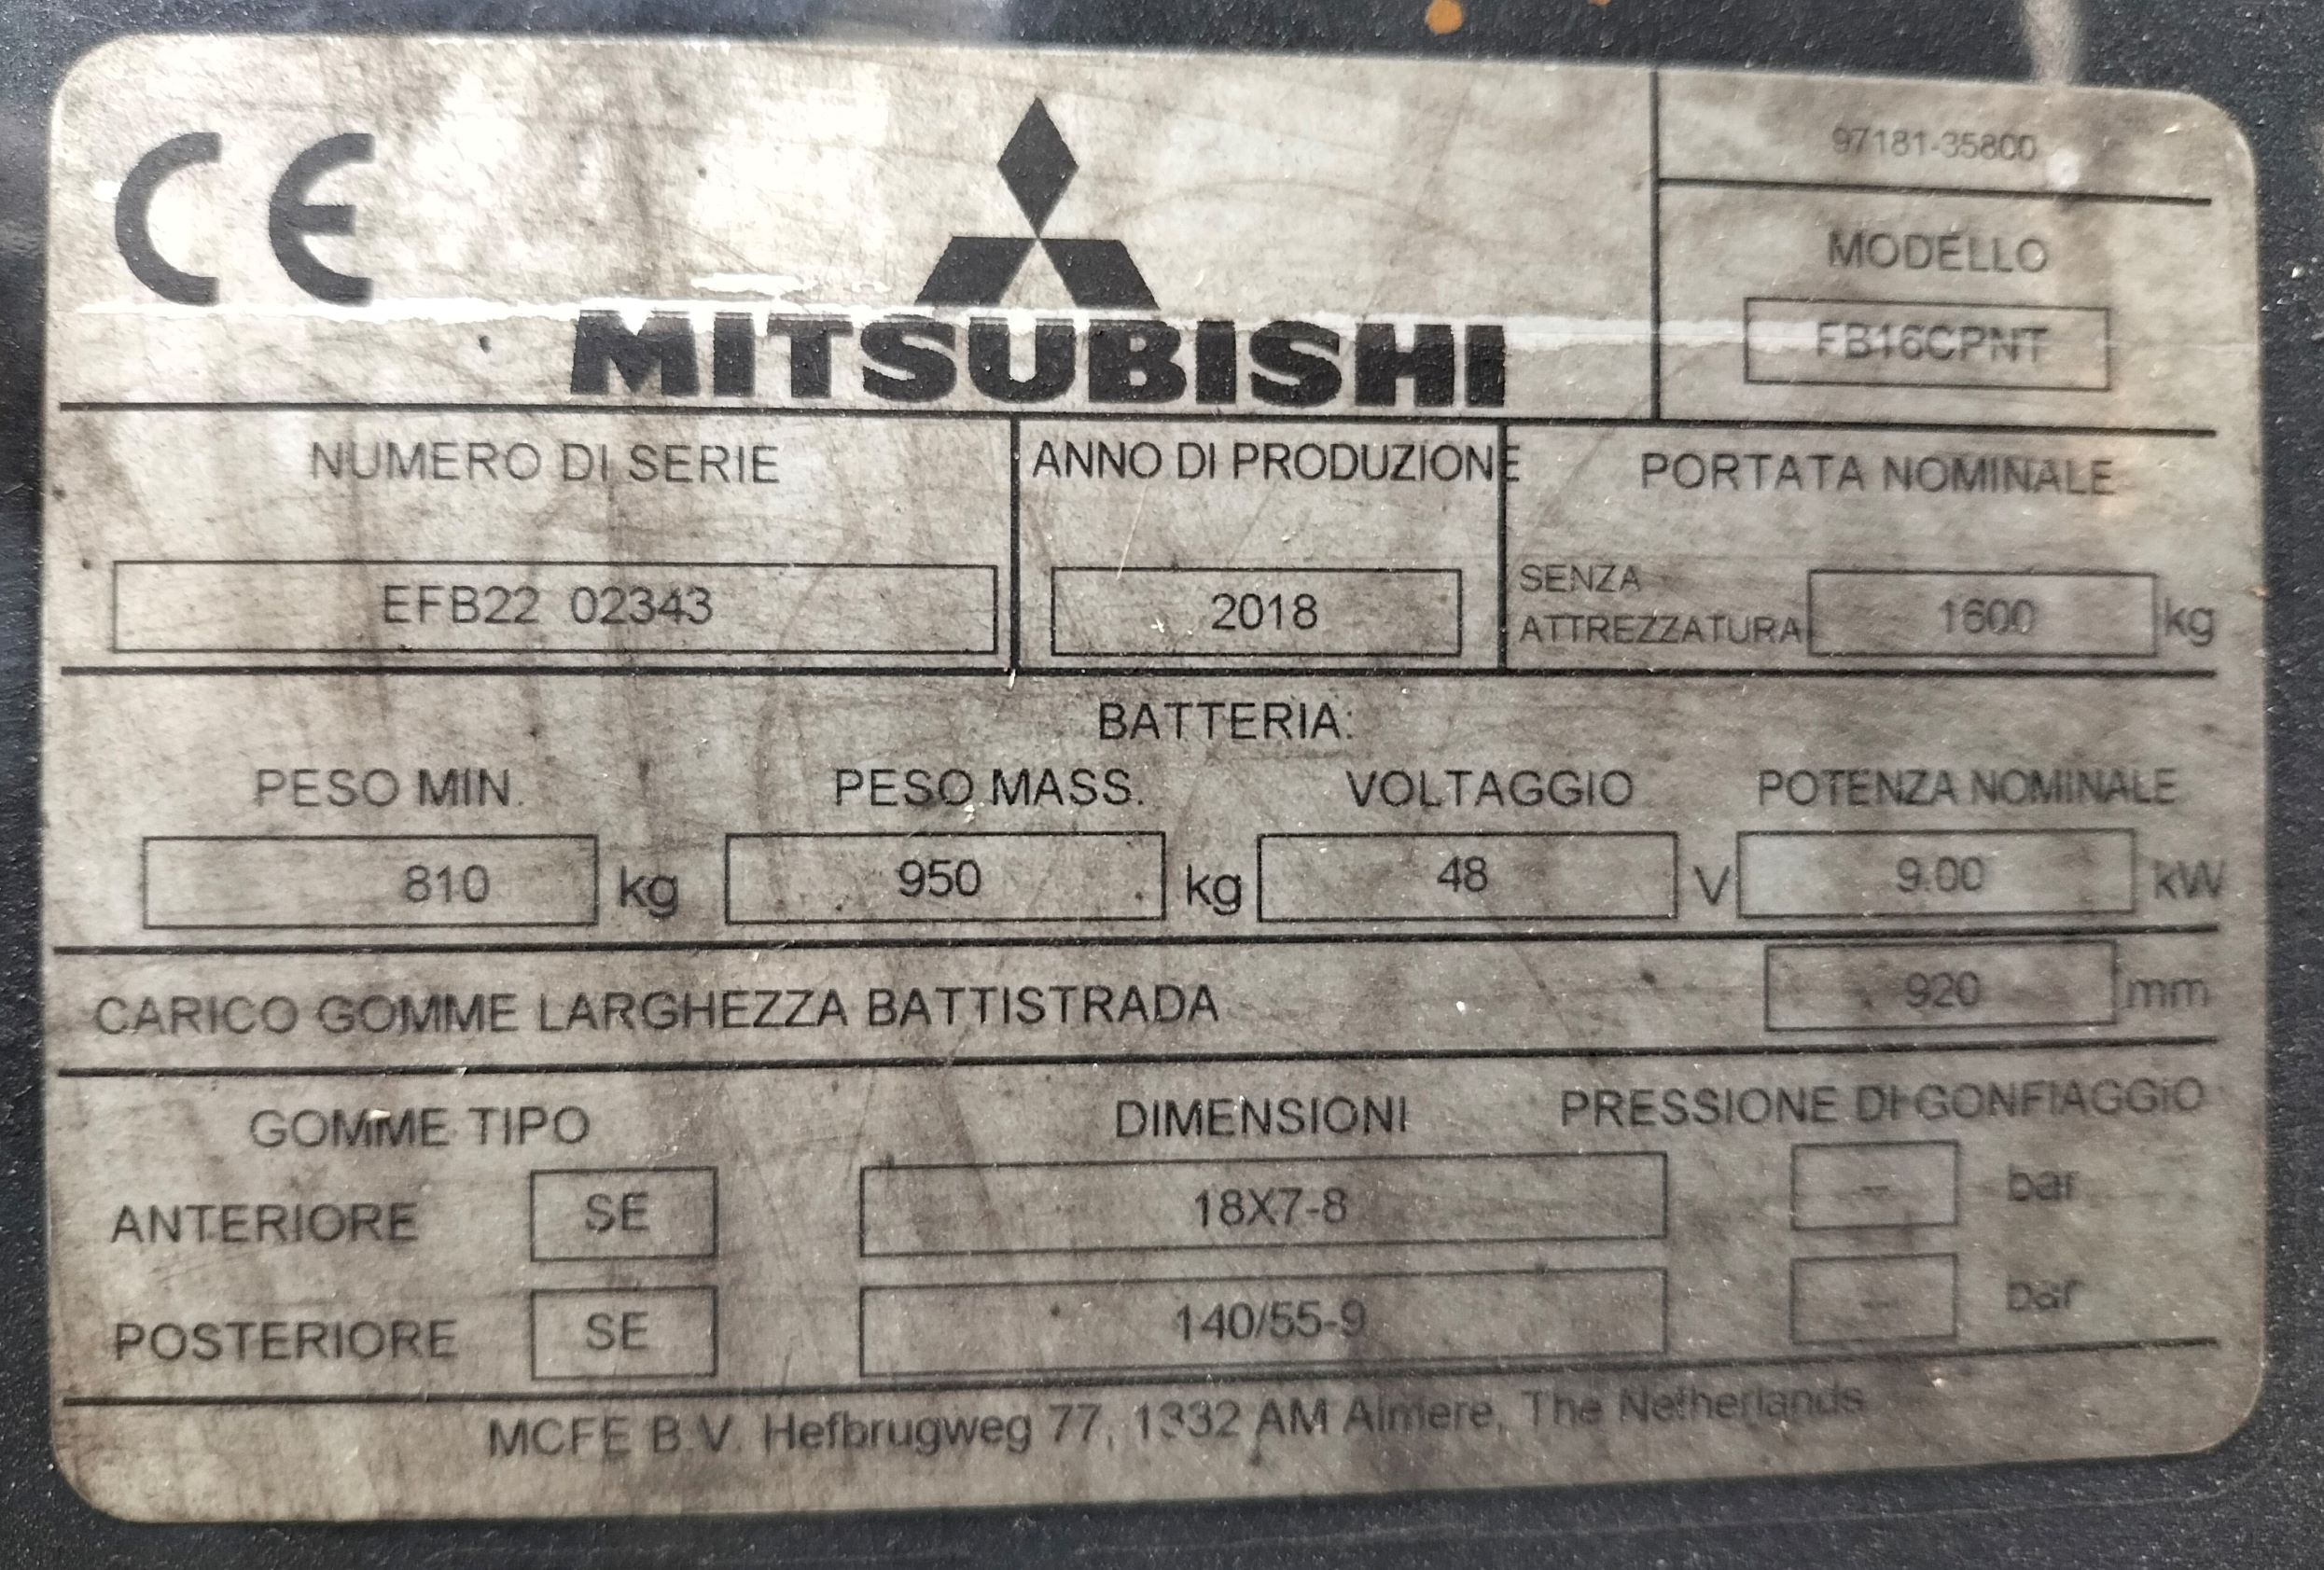 CE
MITSUBISHI
97181-35800
MODELLO
FB16CPNT
NUMERO DI SERIE
EFB22 02343
ANNO DI PRODUZIONE
2018
PORTATA NOMINALE
SENZA
ATTREZZATURA 1600 kg
BATTERIA:
PESO MIN. PESO MASS. VOLTAGGIO POTENZA NOMINALE
810 kg 950 kg 48 V 9.00 kW
CARICO GOMME LARGHEZZA BATTISTRADA 920 mm
GOMME TIPO DIMENSIONI PRESSIONE DI GONFIAGGIO
ANTERIORE SE 18X7-8 -- bar
POSTERIORE SE 140/55-9 -- bar
MCFE B.V. Hefbrugweg 77, 1332 AM Almere, The Netherlands